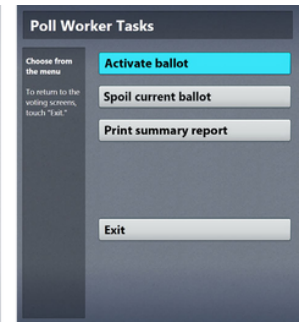 Poll Worker Tasks
Choose from
the menu
To return to the
voting screens,
touch "Exit."
Activate ballot
Spoil current ballot
Print summary report
Exit